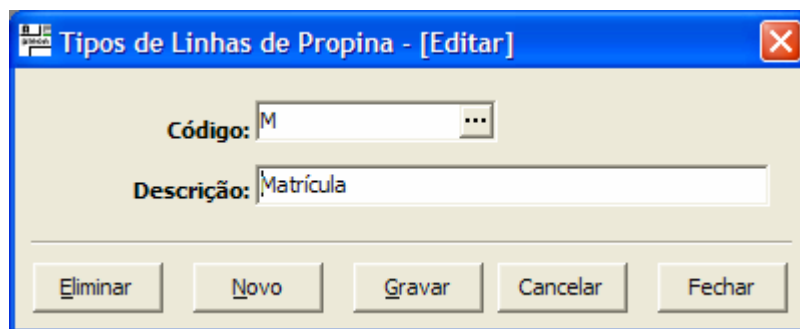 Tipos de Linhas de Propina - [Editar]
Código: M ...
Descrição: Matrícula
Eliminar Novo Gravar Cancelar Fechar